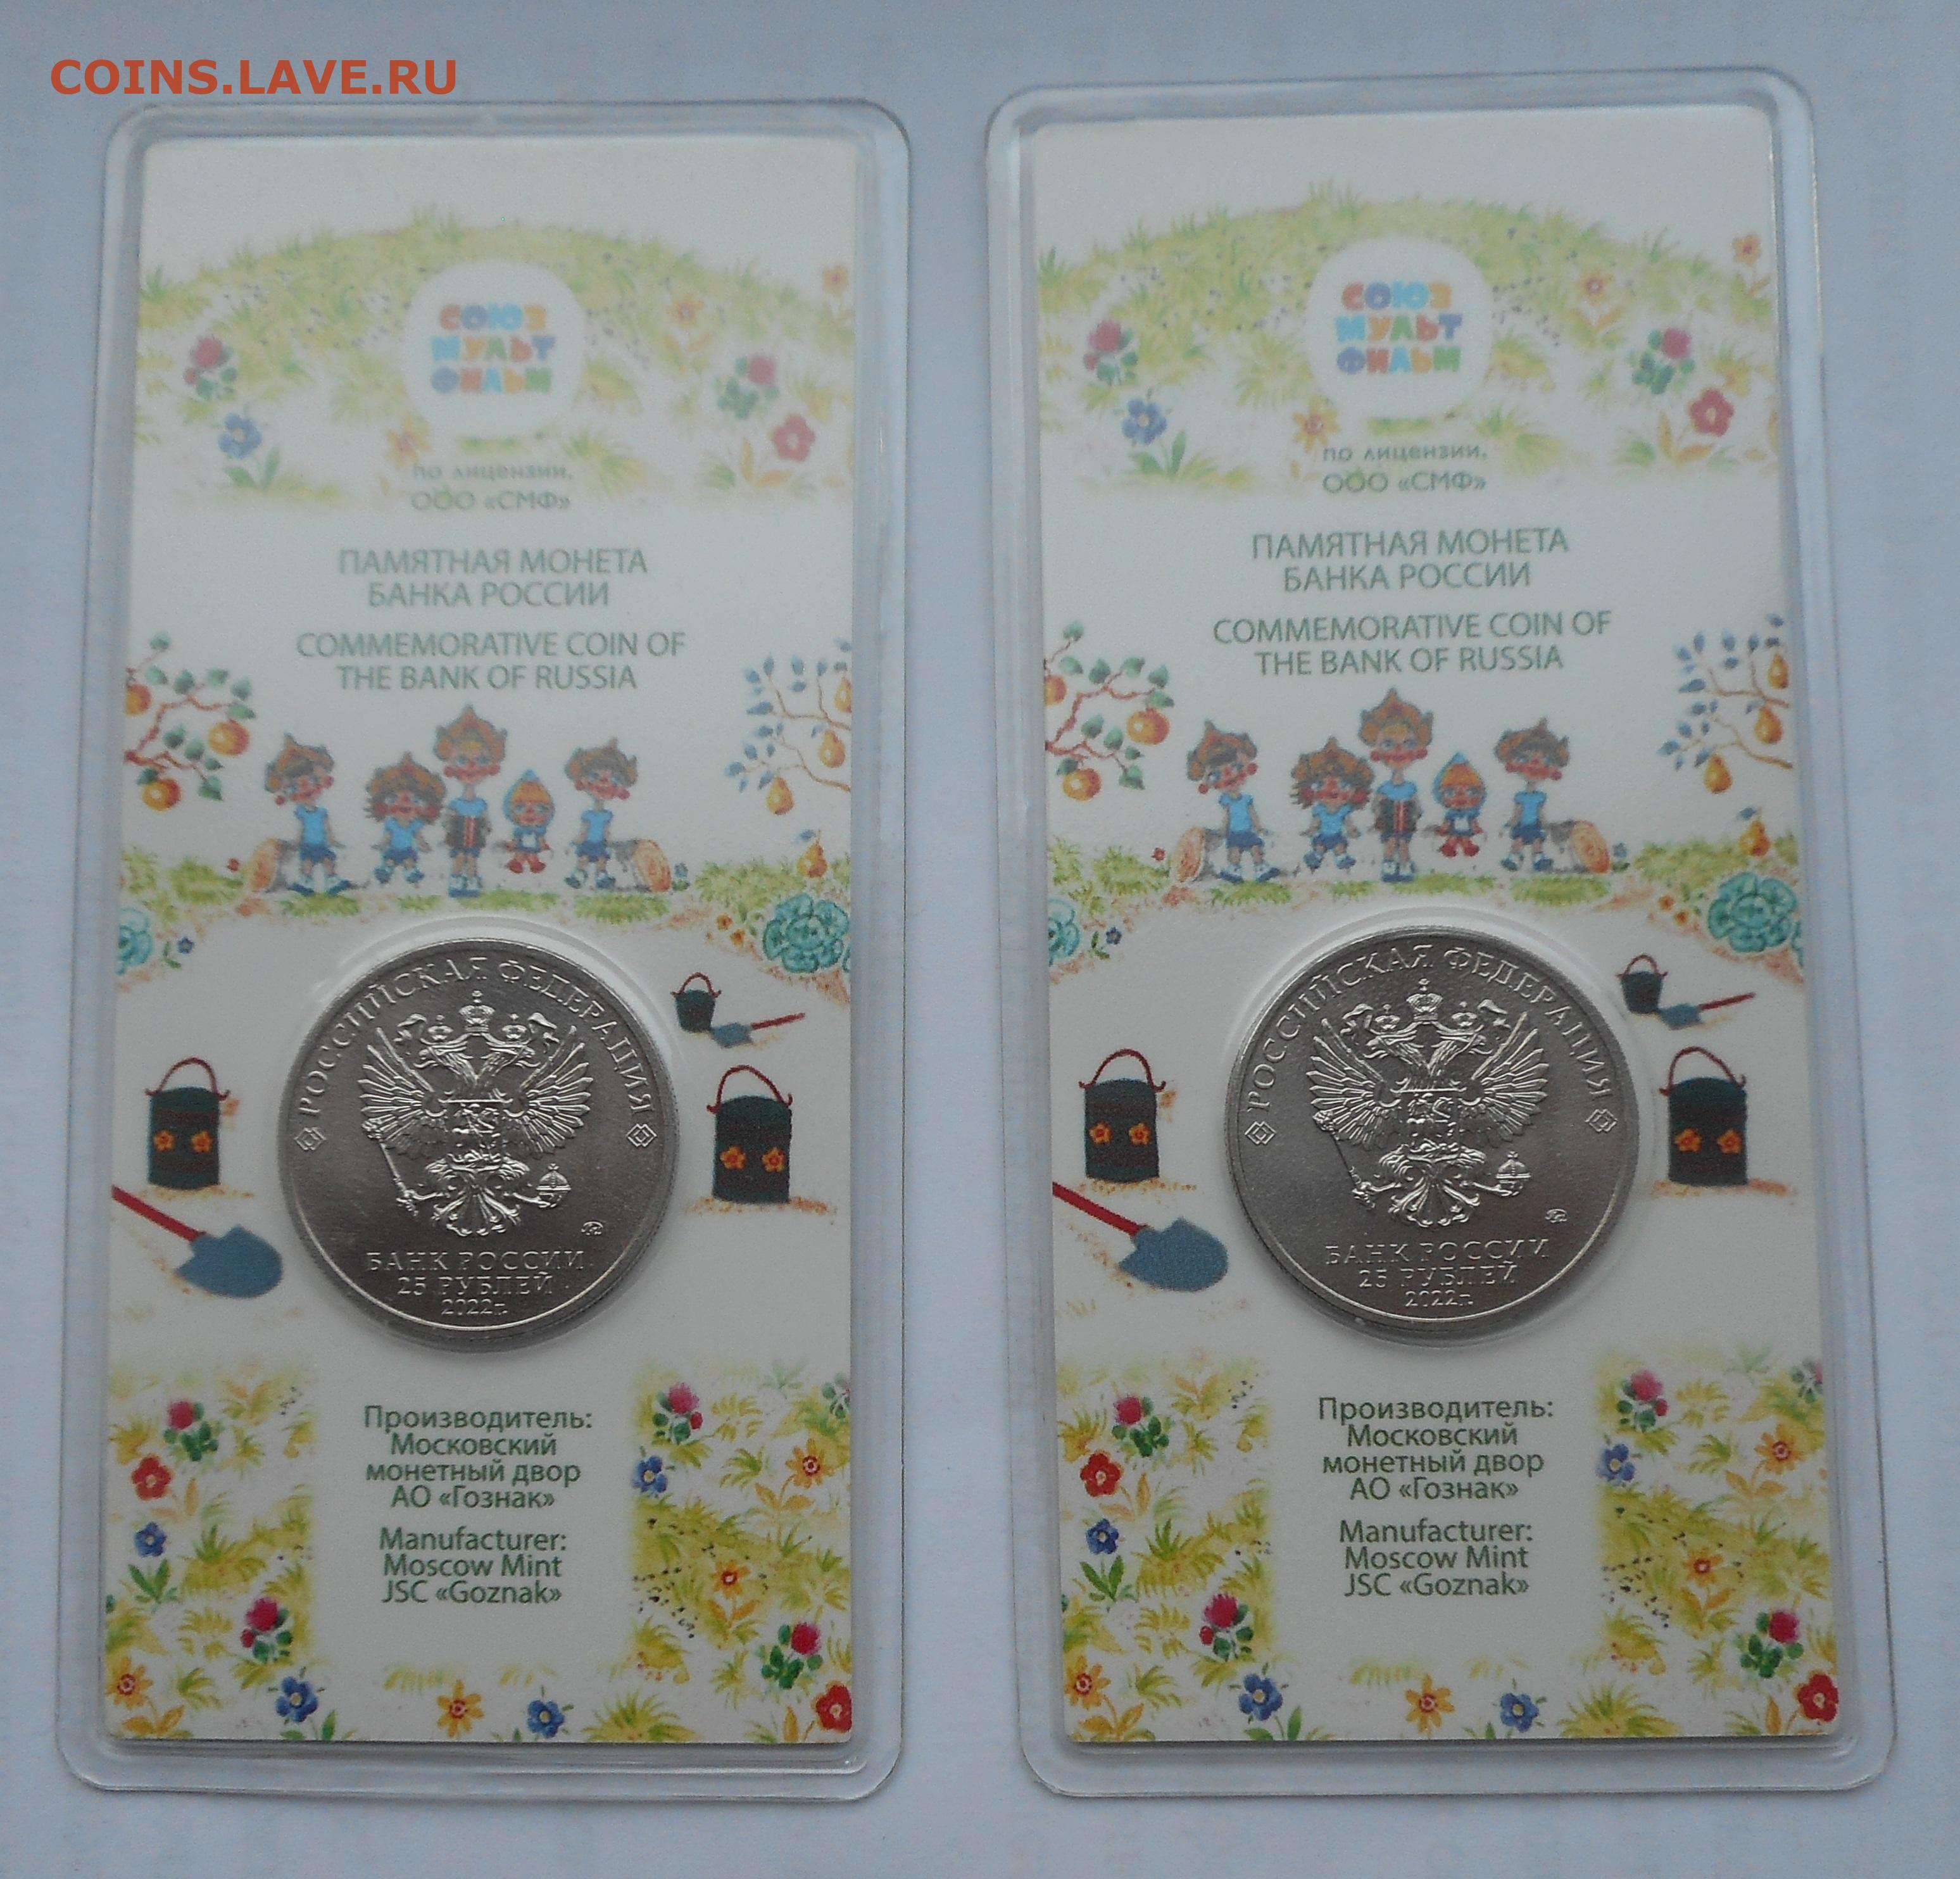 COINS.LAVE.RU
СОЮЗ
МУЛЬТ
ФИЛЬМ
по лицензии,
ООО «СМФ»
ПАМЯТНАЯ МОНЕТА
БАНКА РОССИИ
COMMEMORATIVE COIN OF
THE BANK OF RUSSIA
РОССИЙСКАЯ ФЕДЕРАЦИЯ
БАНК РОССИИ
25 РУБЛЕЙ
2022 г.
Производитель:
Московский
монетный двор
АО «Гознак»
Manufacturer:
Moscow Mint
JSC «Goznak»
СОЮЗ
МУЛЬТ
ФИЛЬМ
по лицензии,
ООО «СМФ»
ПАМЯТНАЯ МОНЕТА
БАНКА РОССИИ
COMMEMORATIVE COIN OF
THE BANK OF RUSSIA
РОССИЙСКАЯ ФЕДЕРАЦИЯ
БАНК РОССИИ
25 РУБЛЕЙ
2022 г.
Производитель:
Московский
монетный двор
АО «Гознак»
Manufacturer:
Moscow Mint
JSC «Goznak»